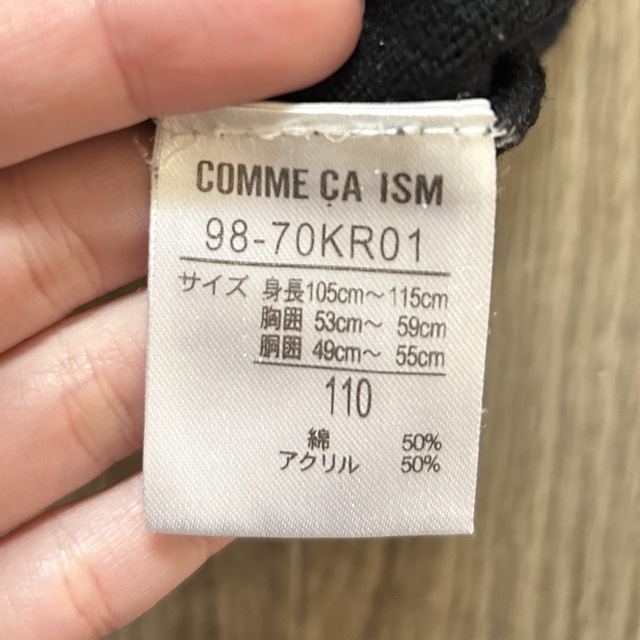 COMME ÇA ISM
98-70KR01
サイズ 身長105cm～115cm
胸囲 53cm～ 59cm
胴囲 49cm～ 55cm
110
綿 50%
アクリル 50%